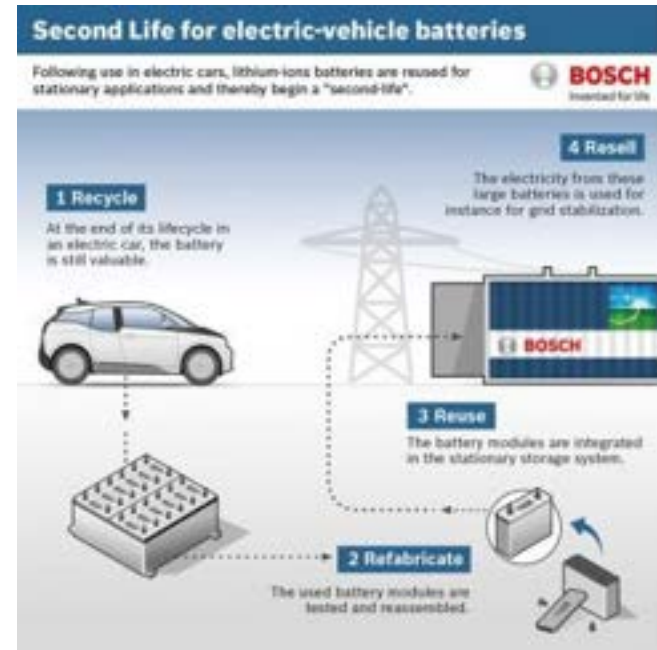 Second Life for electric-vehicle batteries
Following use in electric cars, lithium-ions batteries are reused for
stationary applications and thereby begin a "second-life".
BOSCH
Invented for life
4 Resell
The electricity from these
large batteries is used for
instance for grid stabilization.
1 Recycle
At the end of its lifecycle in
an electric car, the battery
is still valuable.
BOSCH
3 Reuse
The battery modules are integrated
in the stationary storage system.
2 Refabricate
The used battery modules are
tested and reassembled.